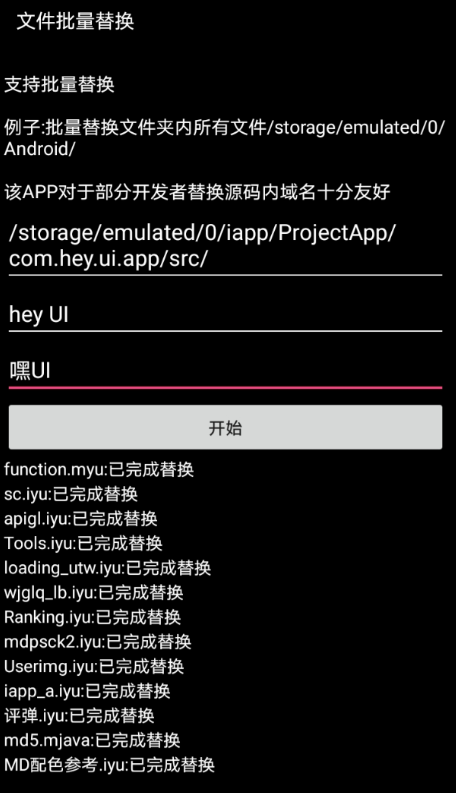 文件批量替换
支持批量替换
例子:批量替换文件夹内所有文件/storage/emulated/0/
Android/
该APP对于部分开发者替换源码内域名十分友好
/storage/emulated/0/iapp/ProjectApp/
com.hey.ui.app/src/
hey UI
嘿UI
开始
function.myu:已完成替换
sc.iyu:已完成替换
apigl.iyu:已完成替换
Tools.iyu:已完成替换
loading_utw.iyu:已完成替换
wjglq_lb.iyu:已完成替换
Ranking.iyu:已完成替换
mdpsck2.iyu:已完成替换
Userimg.iyu:已完成替换
iapp_a.iyu:已完成替换
评弹.iyu:已完成替换
md5.mjava:已完成替换
MD配色参考.iyu:已完成替换